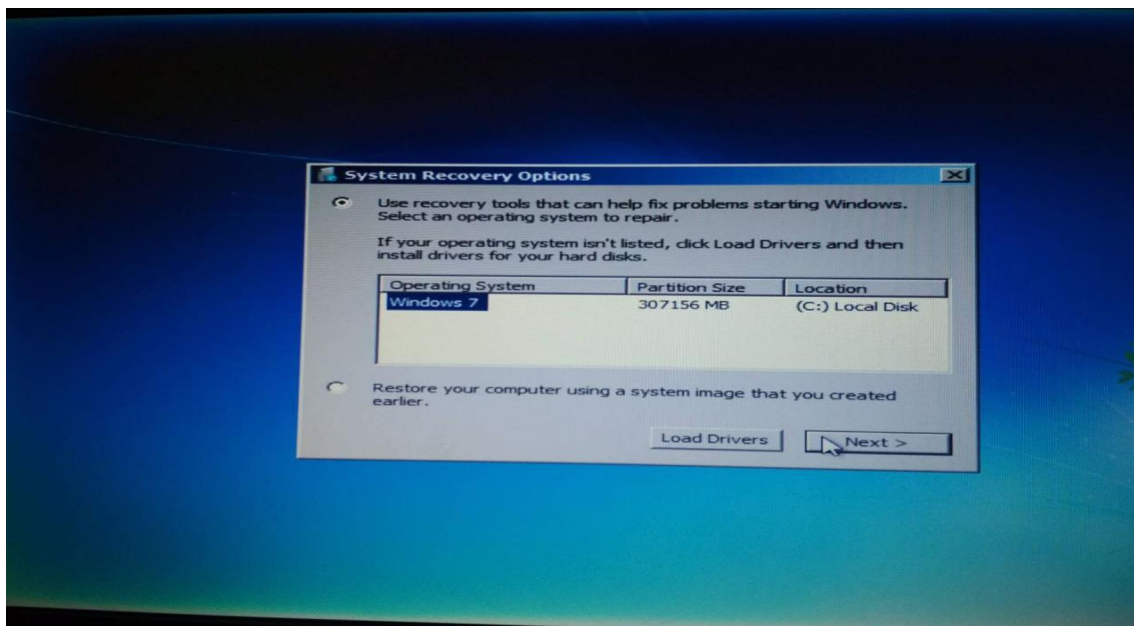 System Recovery Options
Use recovery tools that can help fix problems starting Windows.
Select an operating system to repair.
If your operating system isn't listed, click Load Drivers and then
install drivers for your hard disks.
Operating System Partition Size Location
Windows 7 307156 MB (C:) Local Disk
Restore your computer using a system image that you created
earlier.
Load Drivers Next >